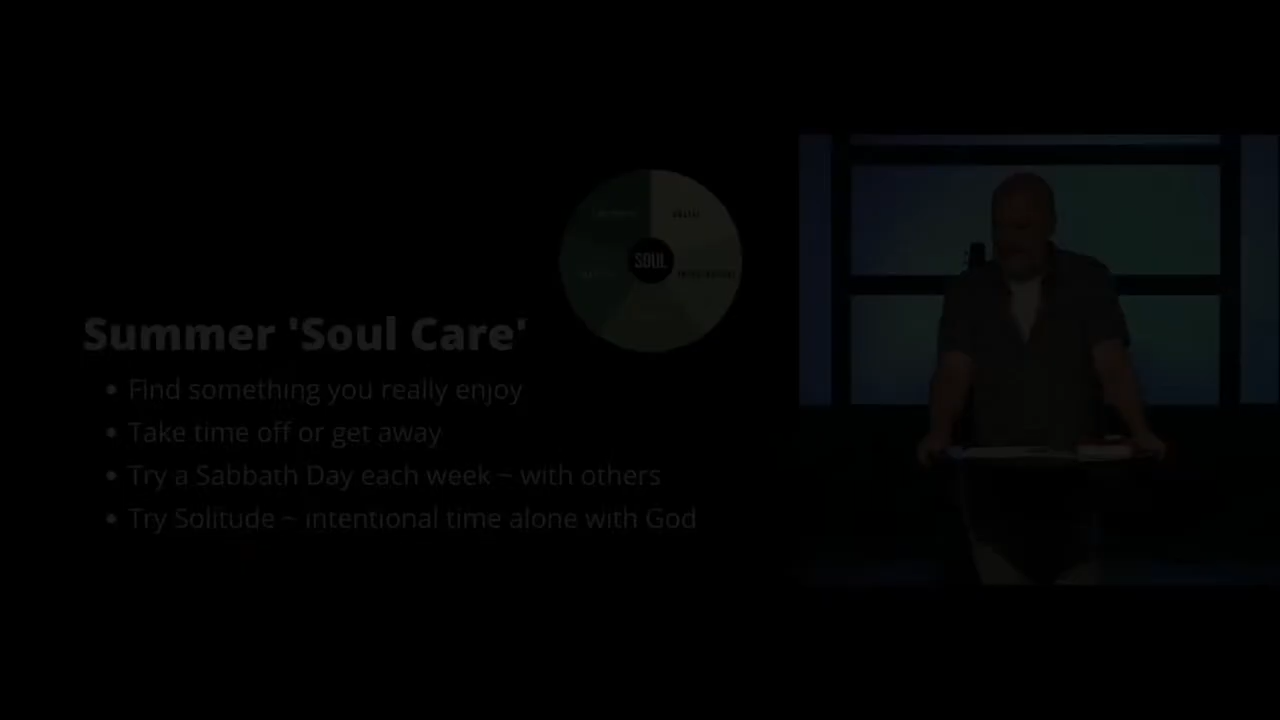 SOUL
Summer 'Soul Care'
• Find something you really enjoy
• Take time off or get away
• Try a Sabbath Day each week ~ with others
• Try Solitude ~ intentional time alone with God